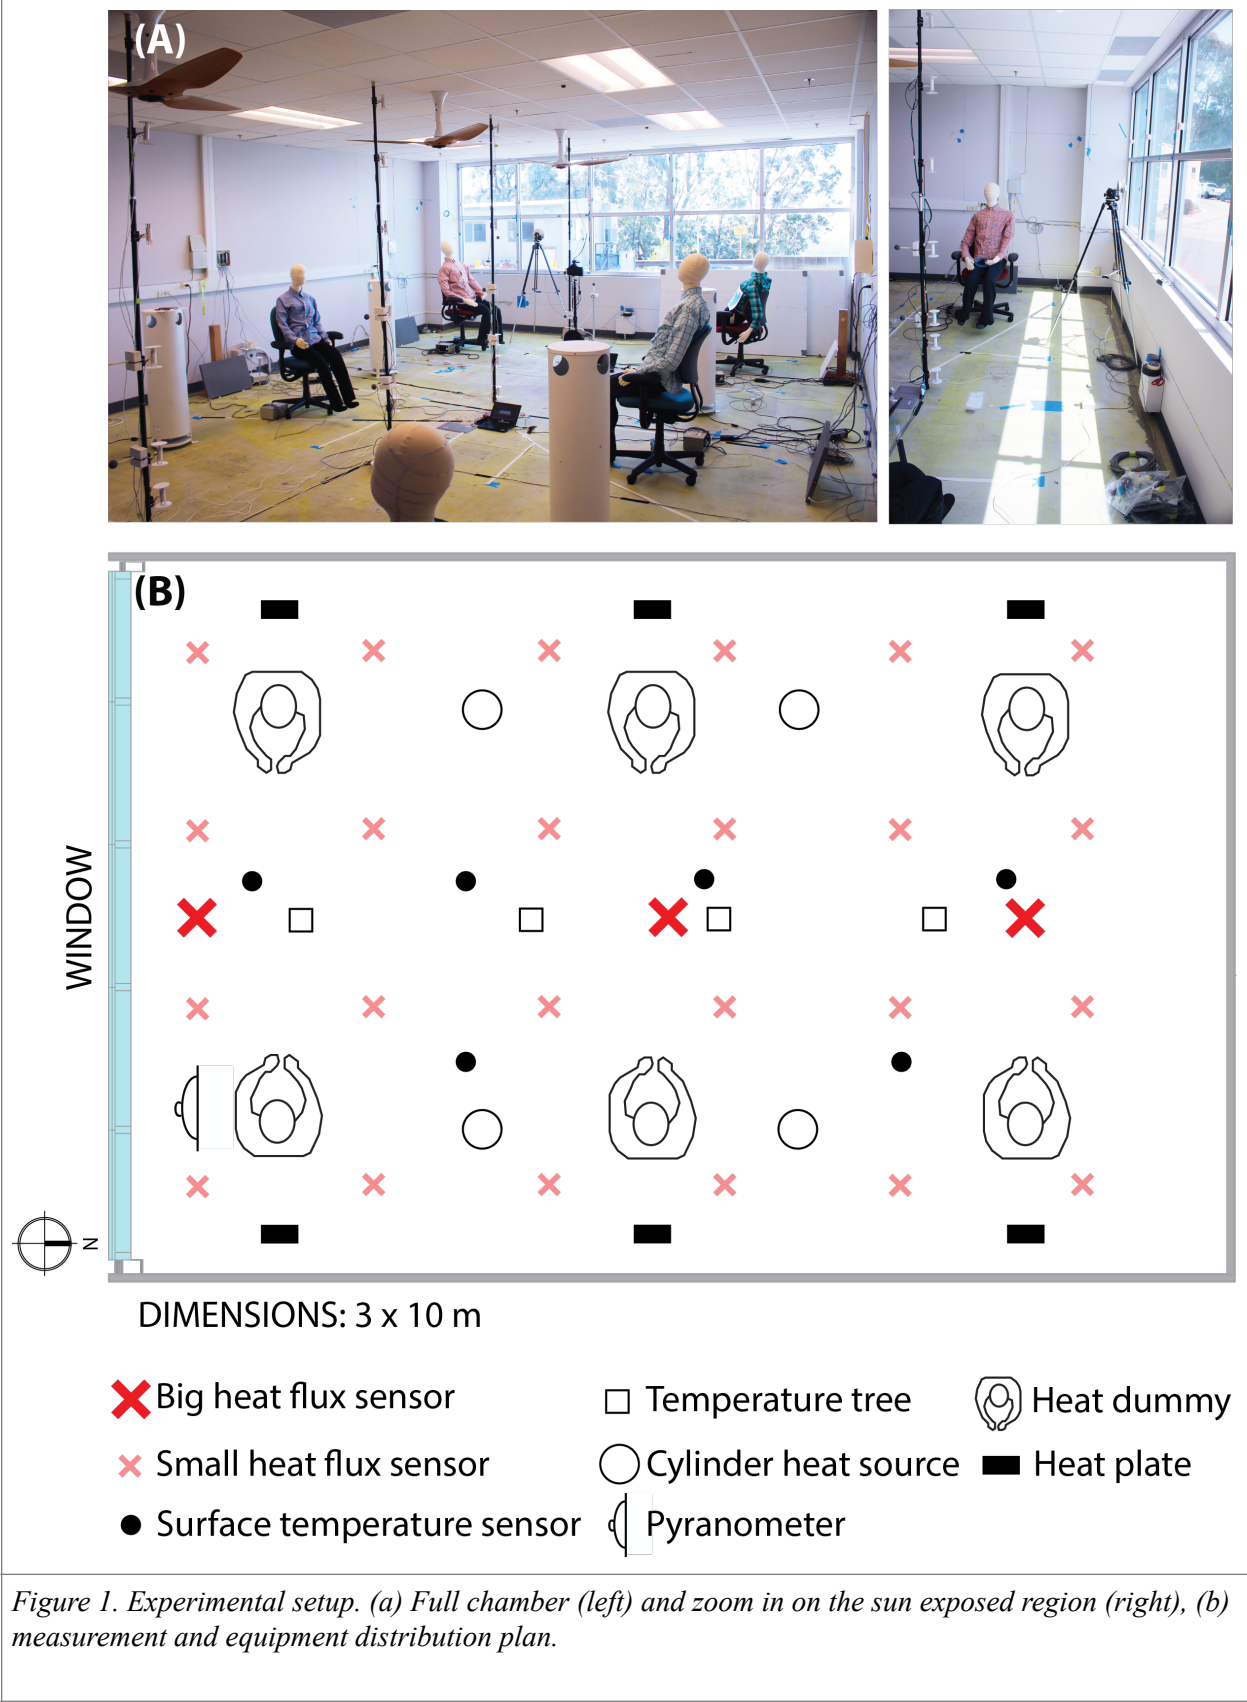 (A)
(B)
WINDOW
N
DIMENSIONS: 3 x 10 m
Big heat flux sensor
Temperature tree
Heat dummy
Small heat flux sensor
Cylinder heat source
Heat plate
Surface temperature sensor
Pyranometer
Figure 1. Experimental setup. (a) Full chamber (left) and zoom in on the sun exposed region (right), (b)
measurement and equipment distribution plan.